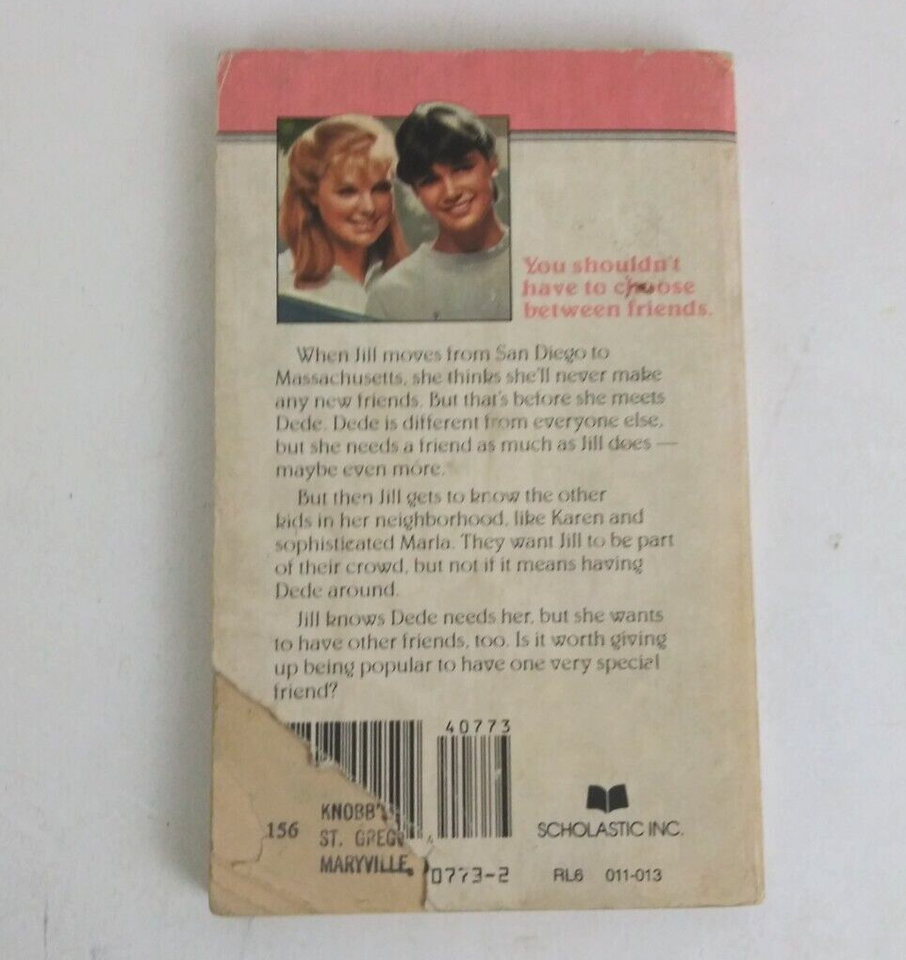 You shouldn't
have to choose
between friends.
When Jill moves from San Diego to
Massachusetts, she thinks she'll never make
any new friends. But that's before she meets
Dede. Dede is different from everyone else,
but she needs a friend as much as Jill does —
maybe even more.
But then Jill gets to know the other
kids in her neighborhood, like Karen and
sophisticated Marla. They want Jill to be part
of their crowd, but not if it means having
Dede around.
Jill knows Dede needs her, but she wants
to have other friends, too. Is it worth giving
up being popular to have one very special
friend?
40773
156
ST.
MARYVILLE,
0773-2
SCHOLASTIC INC.
RL6 011-013